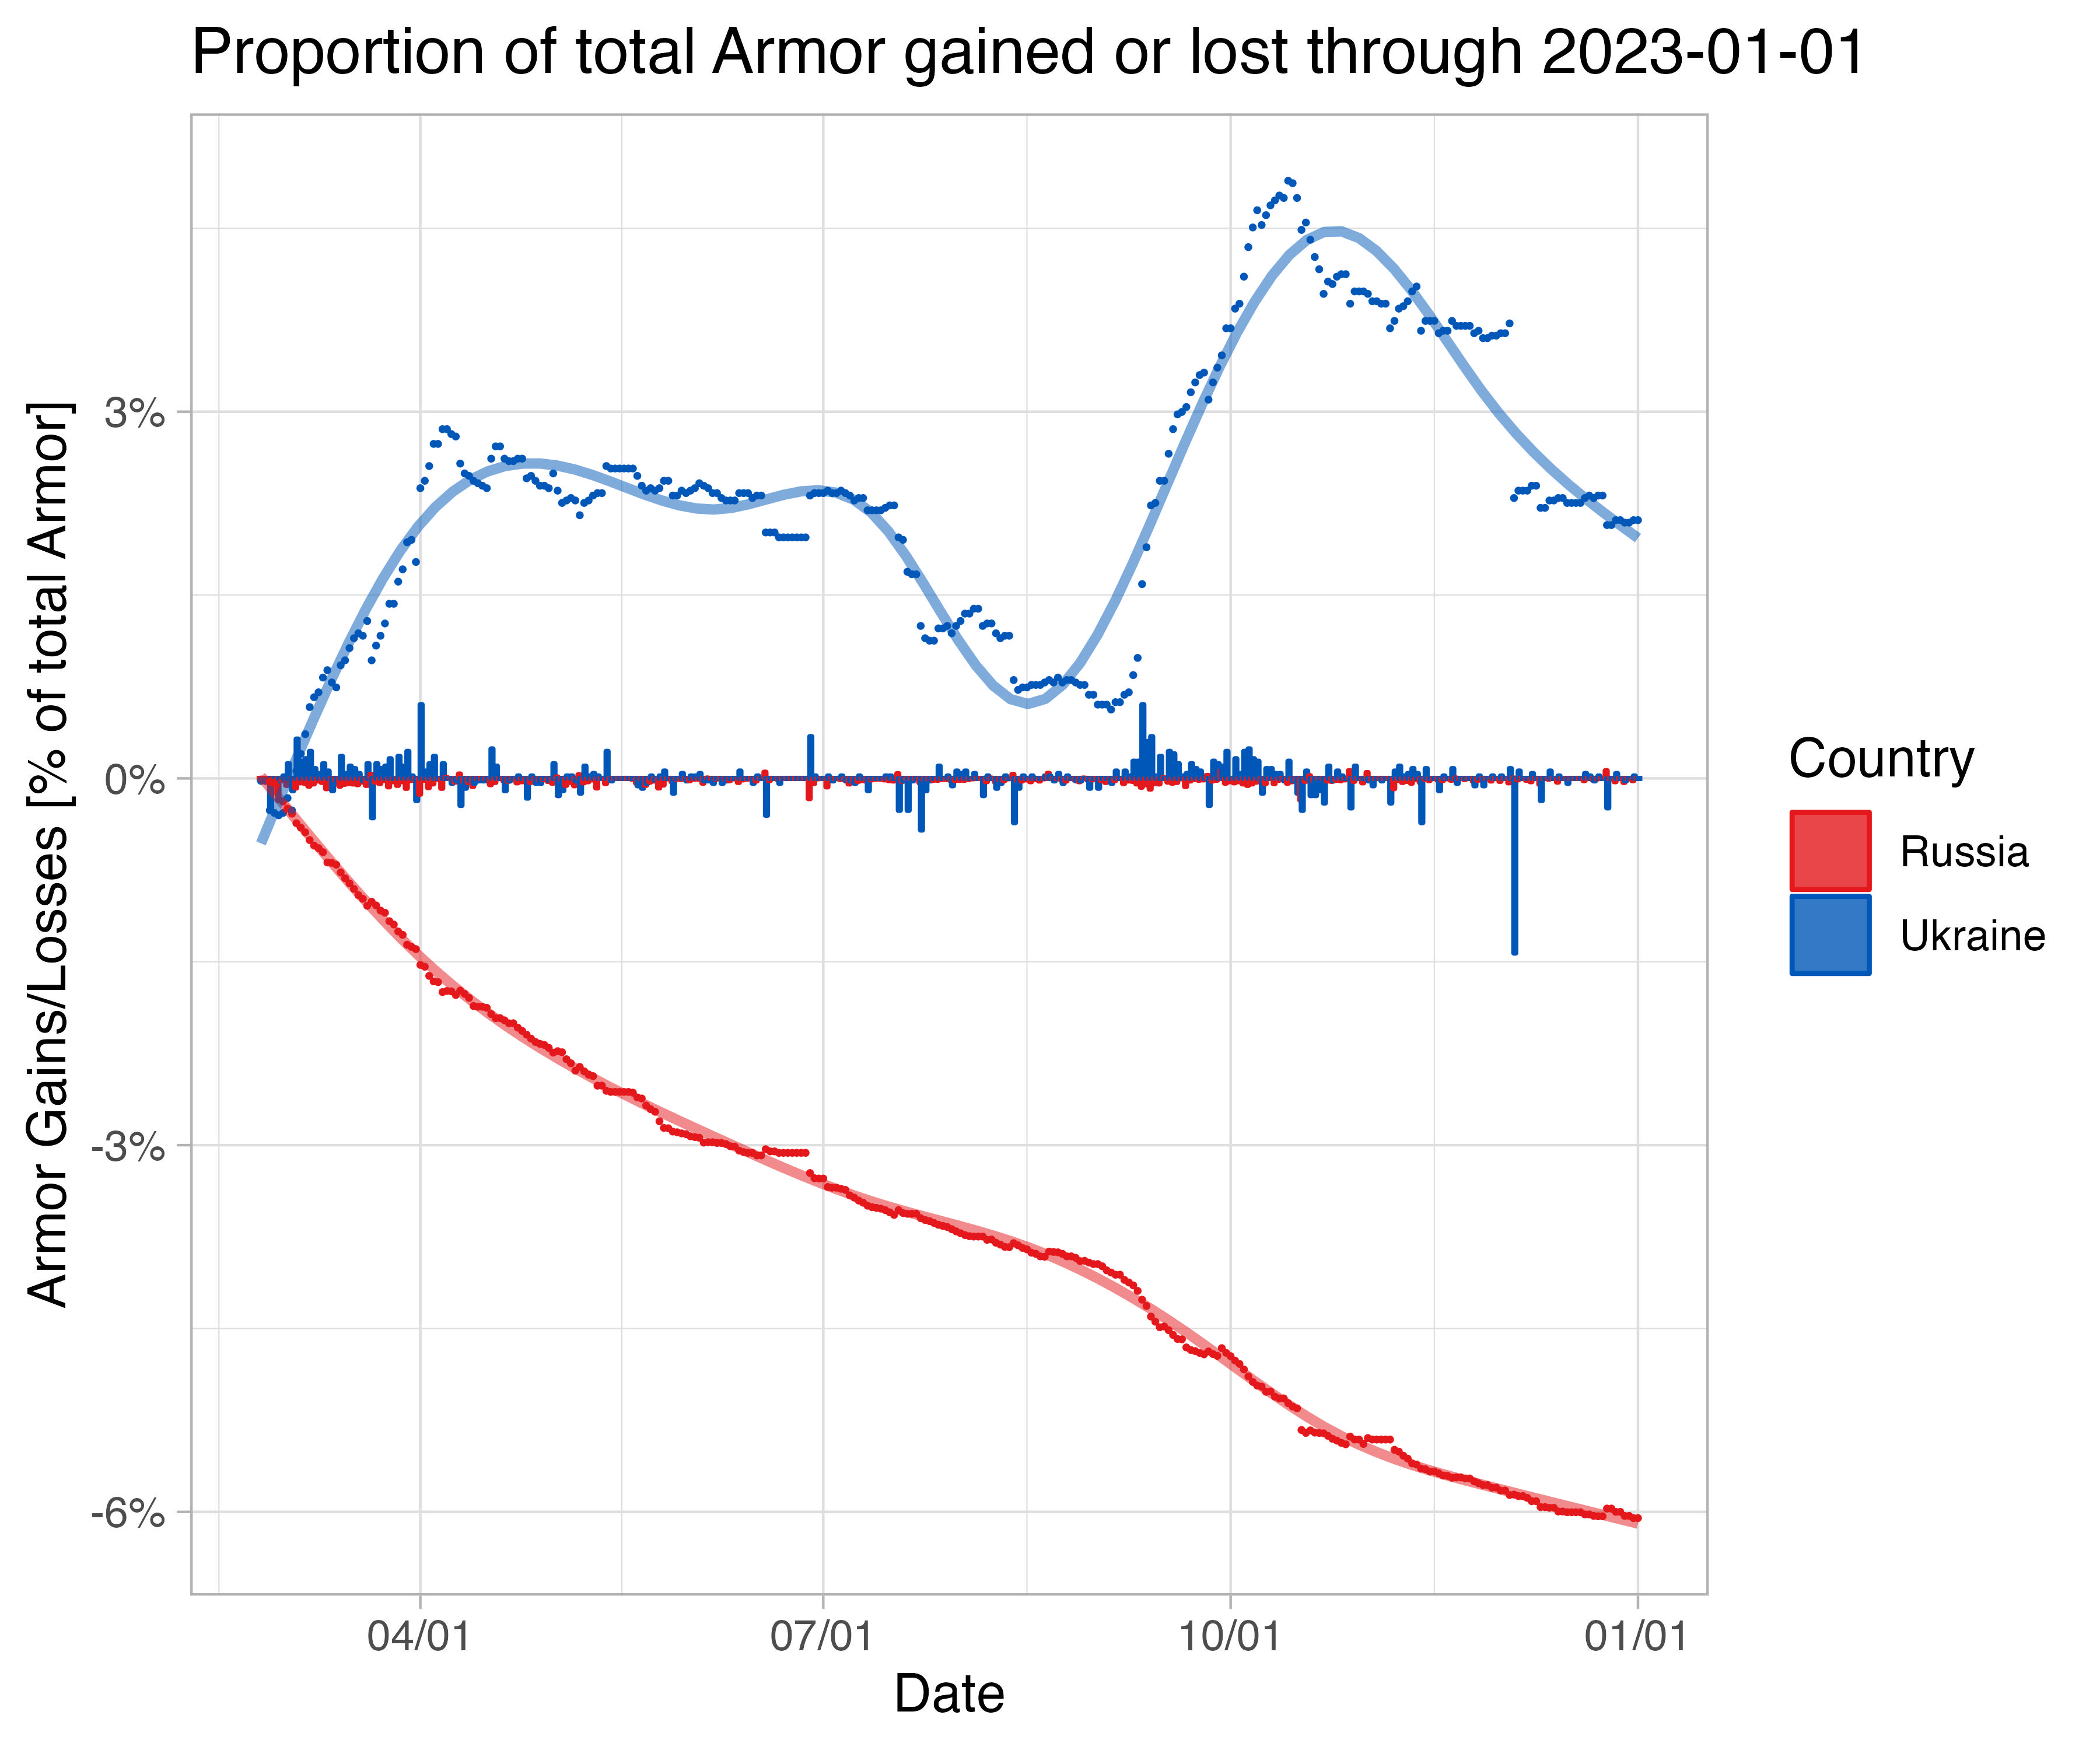 Proportion of total Armor gained or lost through 2023-01-01
Armor Gains/Losses [% of total Armor]
3%
0%
-3%
-6%
04/01
07/01
10/01
01/01
Date
Country
Russia
Ukraine